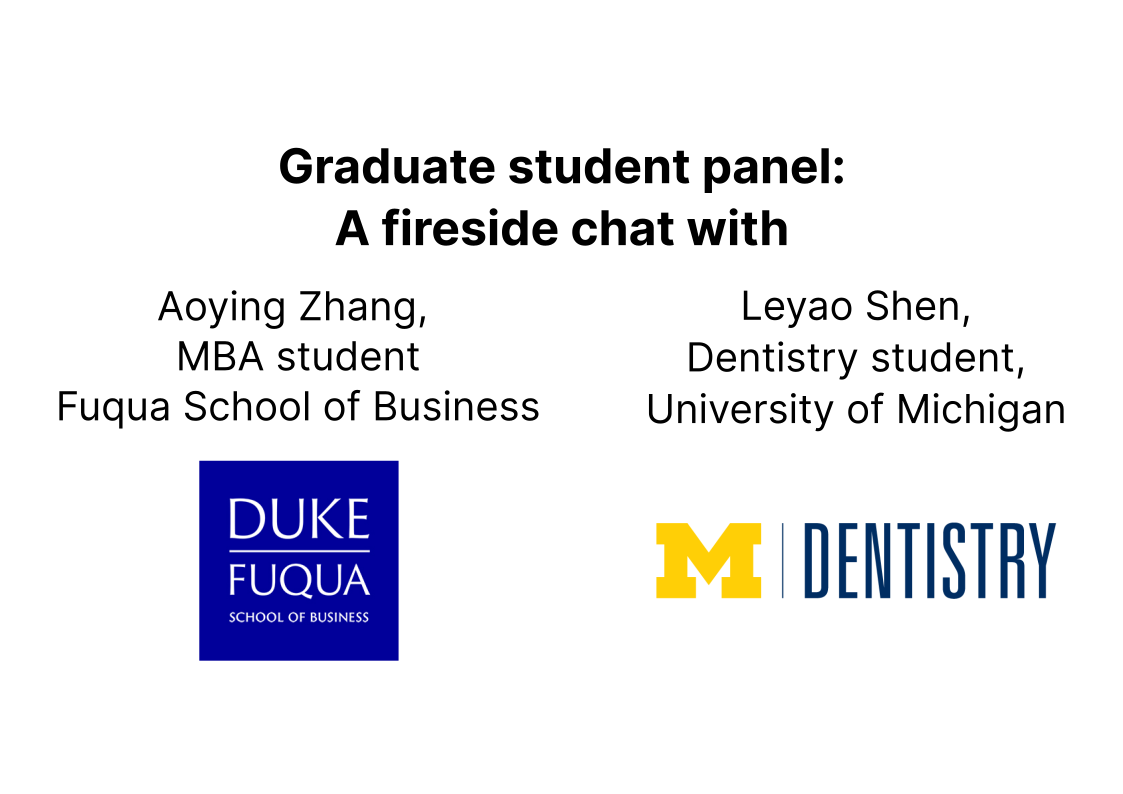 Graduate student panel:
A fireside chat with
Aoying Zhang,
MBA student
Fuqua School of Business
DUKE
FUQUA
SCHOOL OF BUSINESS
Leyao Shen,
Dentistry student,
University of Michigan
M | DENTISTRY